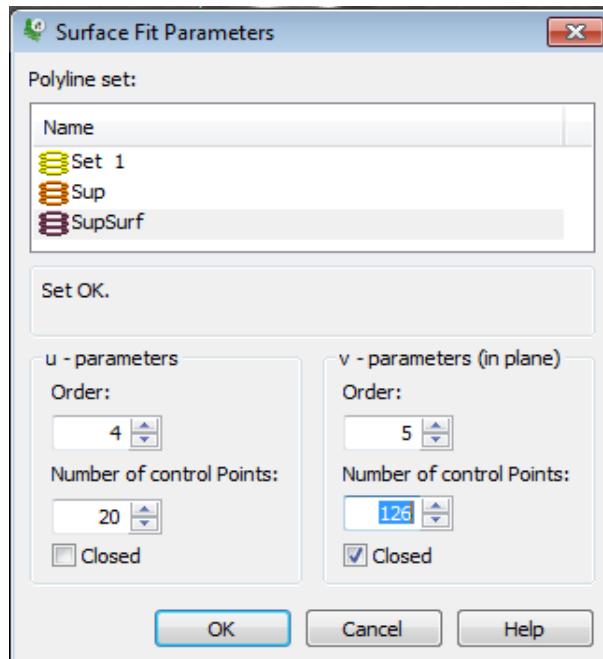 Surface Fit Parameters
Polyline set:
Name
Set 1
Sup
SupSurf
Set OK.
u - parameters
Order:
4
Number of control Points:
20
Closed
v - parameters (in plane)
Order:
5
Number of control Points:
126
Closed
OK Cancel Help